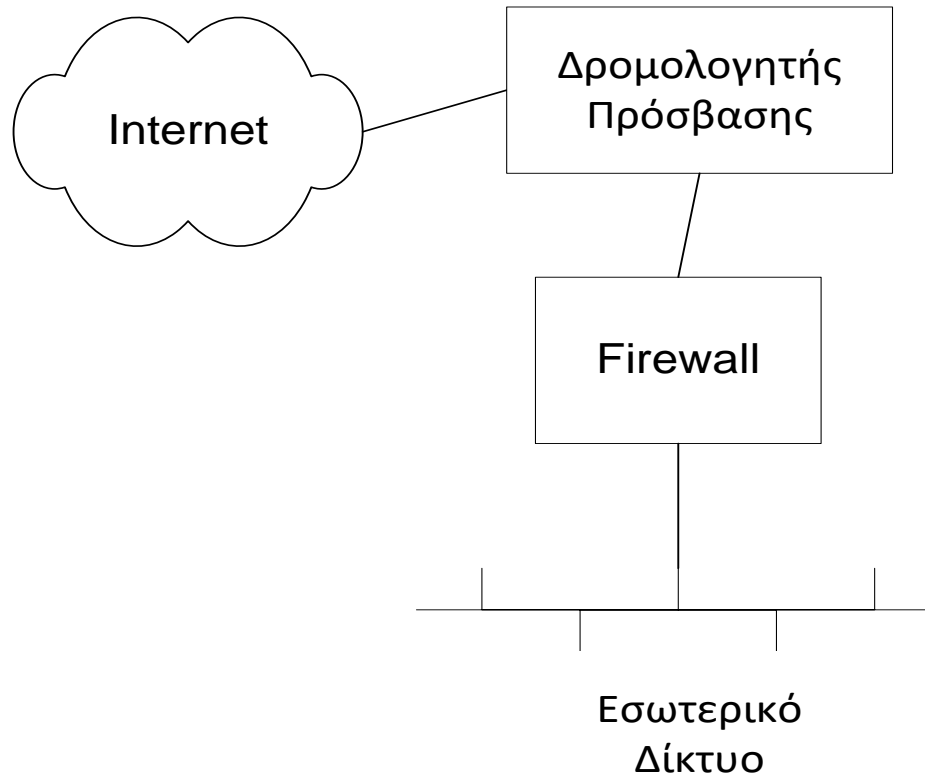 Internet
Δρομολογητής
Πρόσβασης
Firewall
Εσωτερικό
Δίκτυο